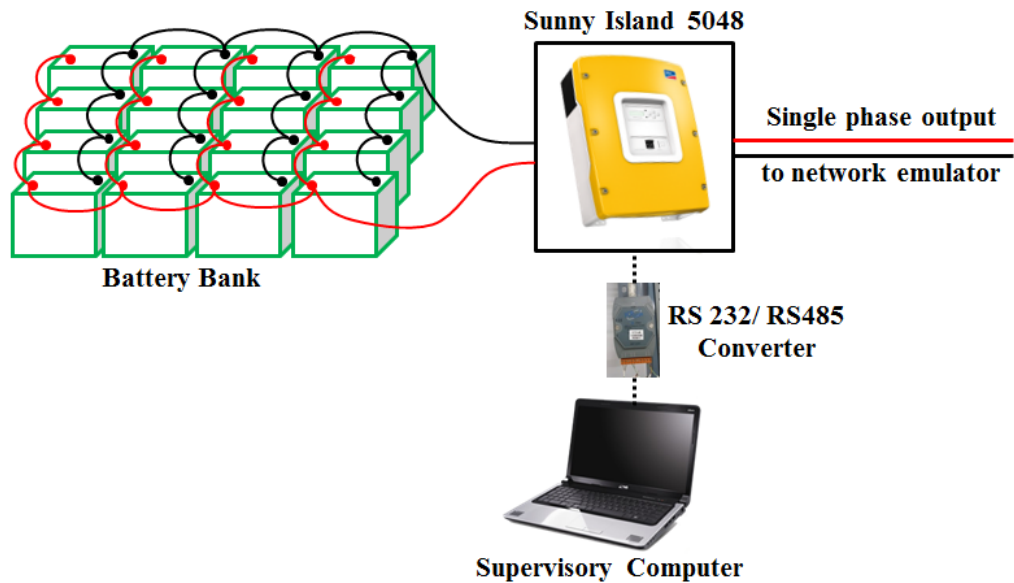 Sunny Island 5048
Single phase output
to network emulator
Battery Bank
RS 232/ RS485
Converter
Supervisory Computer